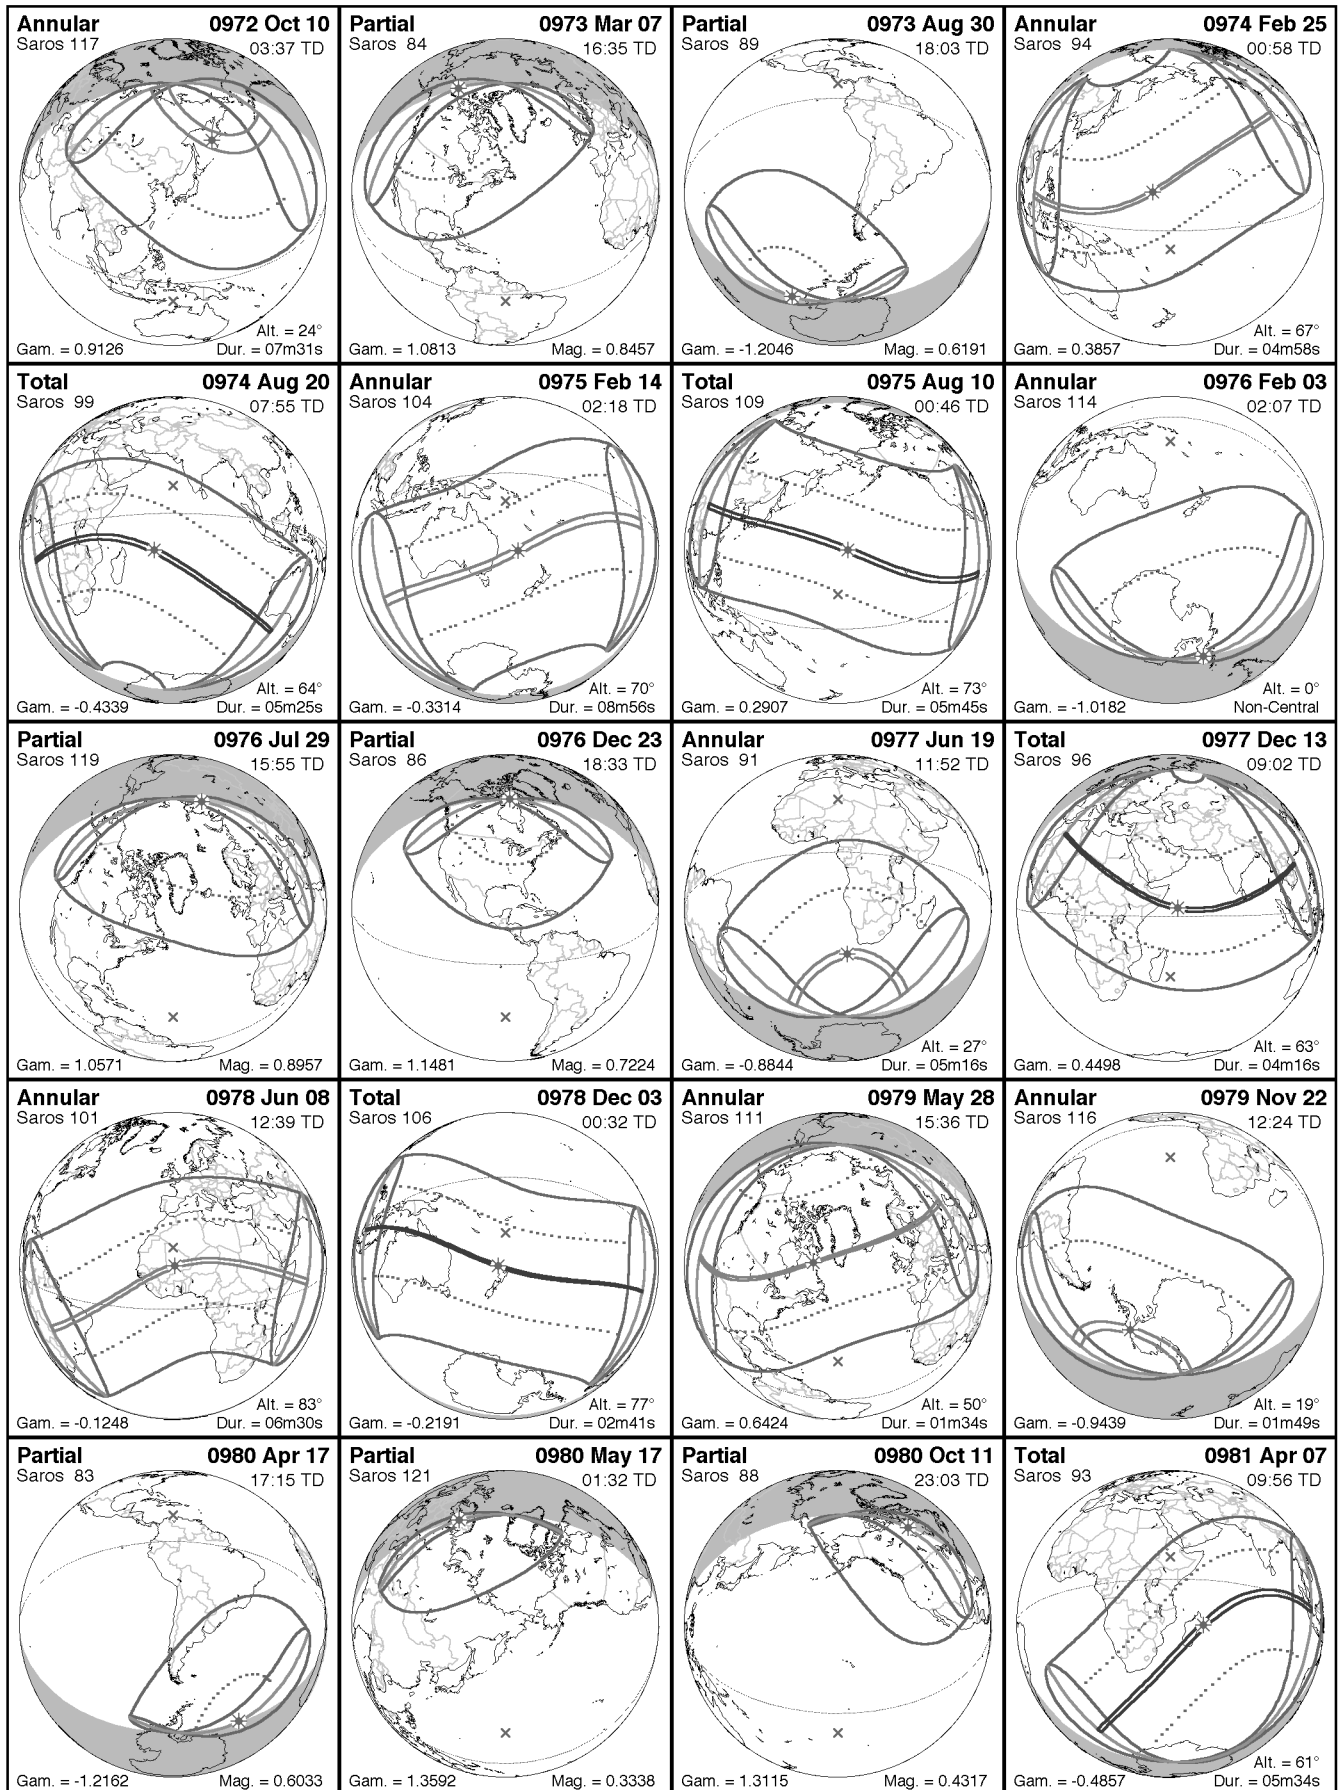 Annular 0972 Oct 10
Saros 117 03:37 TD
Alt. = 24°
Gam. = 0.9126 Dur. = 07m31s
Partial 0973 Mar 07
Saros 84 16:35 TD
Gam. = 1.0813 Mag. = 0.8457
Partial 0973 Aug 30
Saros 89 18:03 TD
Gam. = -1.2046 Mag. = 0.6191
Annular 0974 Feb 25
Saros 94 00:58 TD
Alt. = 67°
Gam. = 0.3857 Dur. = 04m58s
Total 0974 Aug 20
Saros 99 07:55 TD
Alt. = 64°
Gam. = -0.4339 Dur. = 05m25s
Annular 0975 Feb 14
Saros 104 02:18 TD
Alt. = 70°
Gam. = -0.3314 Dur. = 08m56s
Total 0975 Aug 10
Saros 109 00:46 TD
Alt. = 73°
Gam. = 0.2907 Dur. = 05m45s
Annular 0976 Feb 03
Saros 114 02:07 TD
Alt. = 0°
Gam. = -1.0182 Non-Central
Partial 0976 Jul 29
Saros 119 15:55 TD
Gam. = 1.0571 Mag. = 0.8957
Partial 0976 Dec 23
Saros 86 18:33 TD
Gam. = 1.1481 Mag. = 0.7224
Annular 0977 Jun 19
Saros 91 11:52 TD
Alt. = 27°
Gam. = -0.8844 Dur. = 05m16s
Total 0977 Dec 13
Saros 96 09:02 TD
Alt. = 63°
Gam. = 0.4498 Dur. = 04m16s
Annular 0978 Jun 08
Saros 101 12:39 TD
Alt. = 83°
Gam. = -0.1248 Dur. = 06m30s
Total 0978 Dec 03
Saros 106 00:32 TD
Alt. = 77°
Gam. = -0.2191 Dur. = 02m41s
Annular 0979 May 28
Saros 111 15:36 TD
Alt. = 50°
Gam. = 0.6424 Dur. = 01m34s
Annular 0979 Nov 22
Saros 116 12:24 TD
Alt. = 19°
Gam. = -0.9439 Dur. = 01m49s
Partial 0980 Apr 17
Saros 83 17:15 TD
Gam. = -1.2162 Mag. = 0.6033
Partial 0980 May 17
Saros 121 01:32 TD
Gam. = 1.3592 Mag. = 0.3338
Partial 0980 Oct 11
Saros 88 23:03 TD
Gam. = 1.3115 Mag. = 0.4317
Total 0981 Apr 07
Saros 93 09:56 TD
Alt. = 61°
Gam. = -0.4857 Dur. = 05m34s